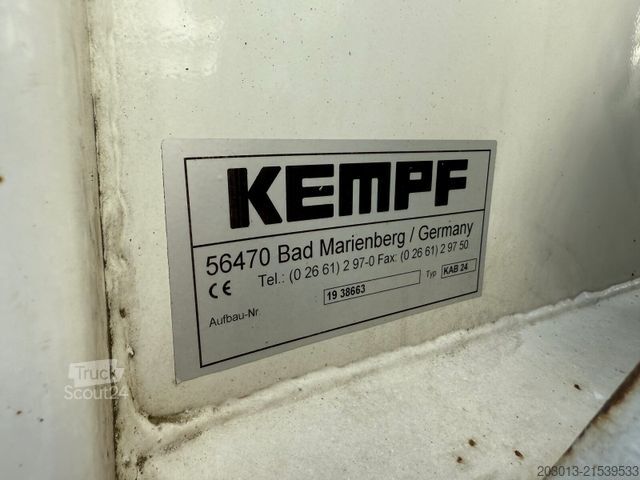 KEMPF
56470 Bad Marienberg / Germany
Tel.: (0 26 61) 2 97-0 Fax: (0 26 61) 2 97 50
CE
Aufbau-Nr. 19 38663 Typ KAB 24
Truck
Scout24
208013-21539533